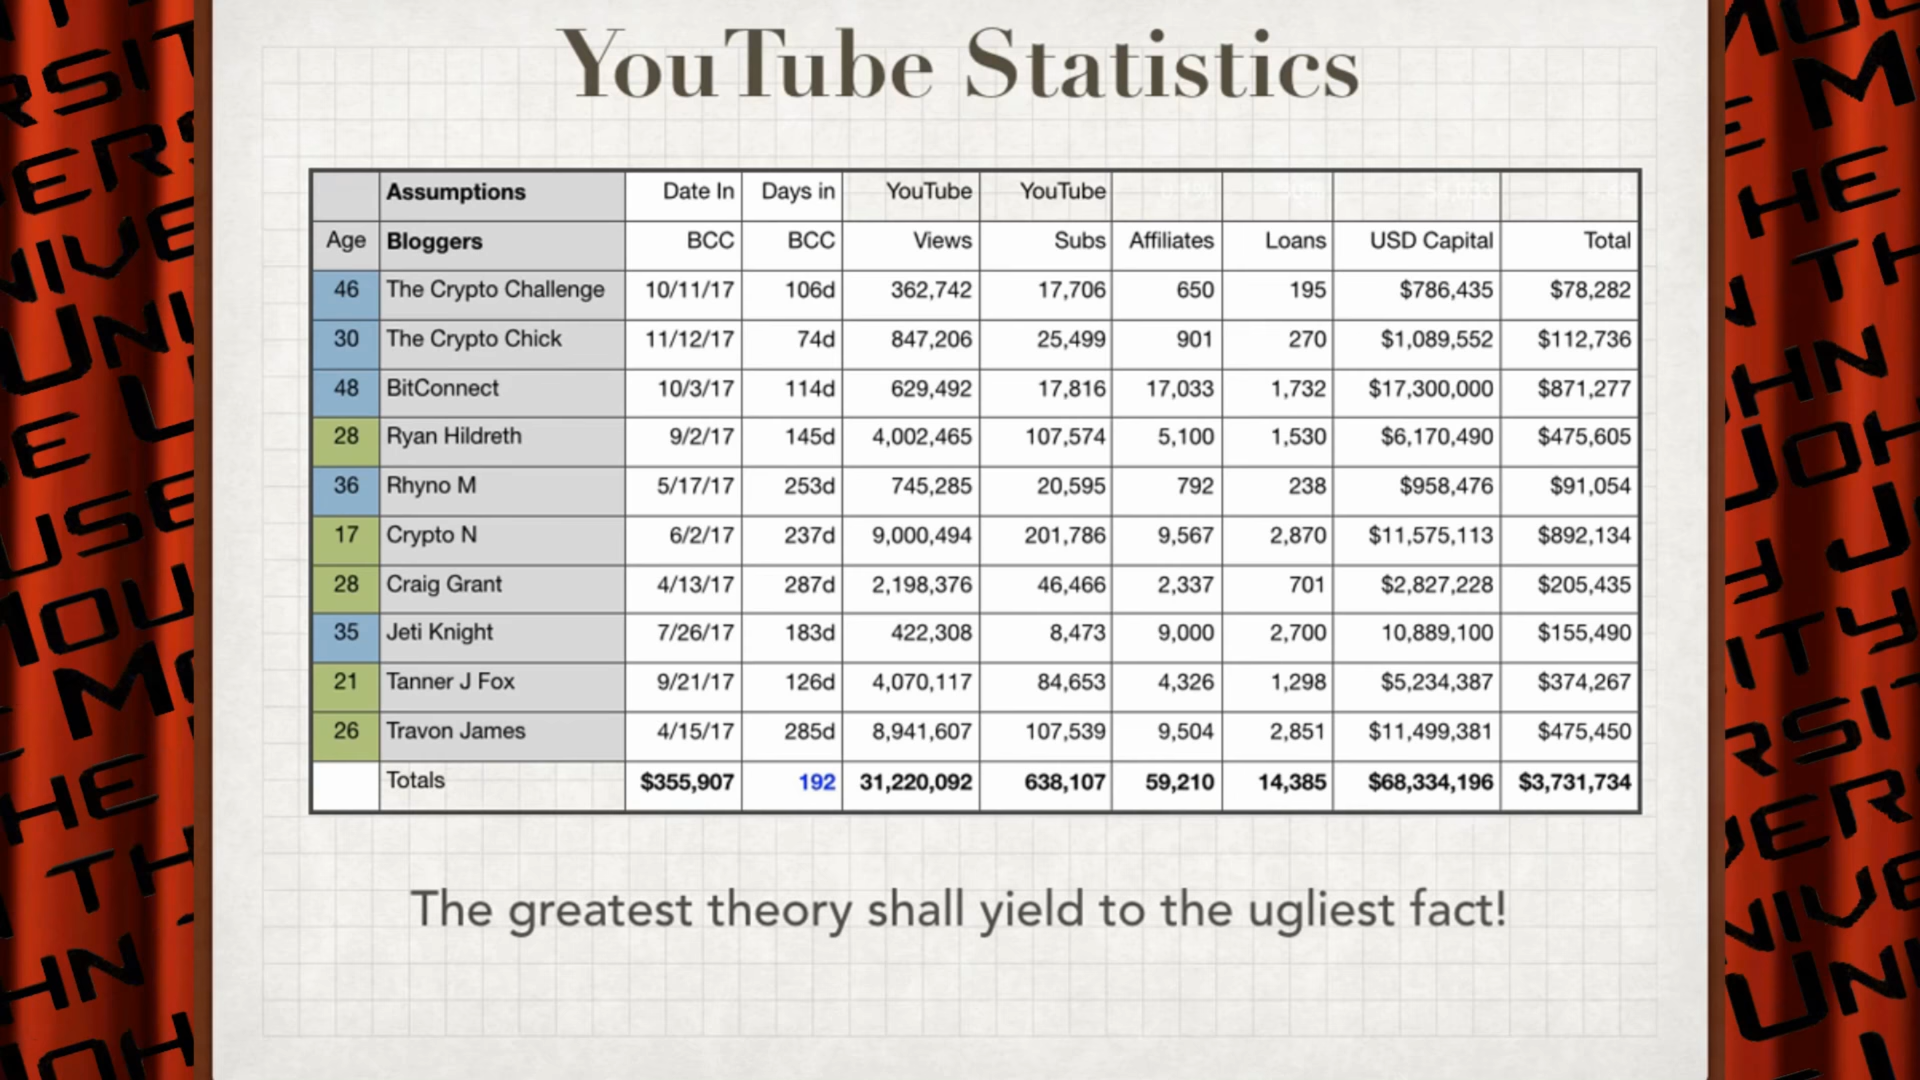 YouTube Statistics
Assumptions Date In Days in YouTube YouTube
Age Bloggers BCC BCC Views Subs Affiliates Loans USD Capital Total
46 The Crypto Challenge 10/11/17 106d 362,742 17,706 650 195 $786,435 $78,282
30 The Crypto Chick 11/12/17 74d 847,206 25,499 901 270 $1,089,552 $112,736
48 BitConnect 10/3/17 114d 629,492 17,816 17,033 1,732 $17,300,000 $871,277
28 Ryan Hildreth 9/2/17 145d 4,002,465 107,574 5,100 1,530 $6,170,490 $475,605
36 Rhyno M 5/17/17 253d 745,285 20,595 792 238 $958,476 $91,054
17 Crypto N 6/2/17 237d 9,000,494 201,786 9,567 2,870 $11,575,113 $892,134
28 Craig Grant 4/13/17 287d 2,198,376 46,466 2,337 701 $2,827,228 $205,435
35 Jeti Knight 7/26/17 183d 422,308 8,473 9,000 2,700 10,889,100 $155,490
21 Tanner J Fox 9/21/17 126d 4,070,117 84,653 4,326 1,298 $5,234,387 $374,267
26 Travon James 4/15/17 285d 8,941,607 107,539 9,504 2,851 $11,499,381 $475,450
Totals $355,907 192 31,220,092 638,107 59,210 14,385 $68,334,196 $3,731,734
The greatest theory shall yield to the ugliest fact!